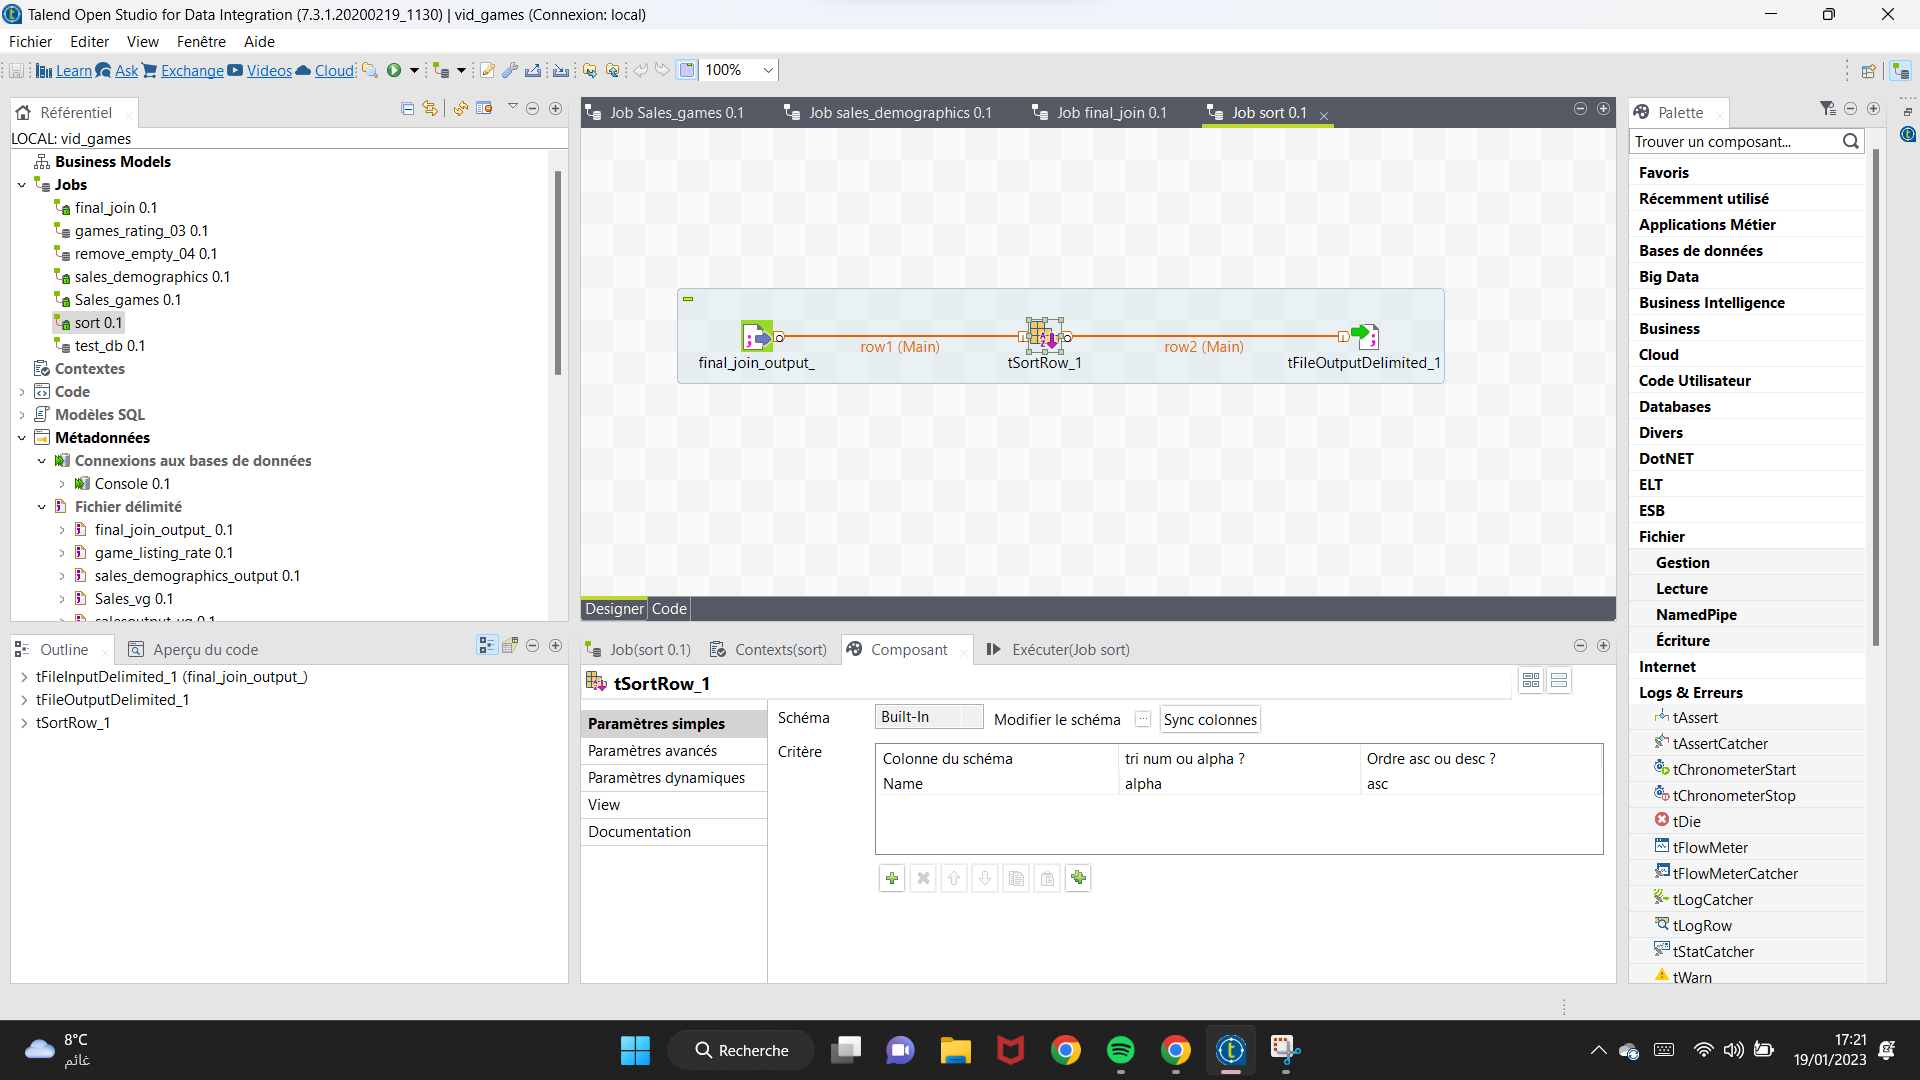 Talend Open Studio for Data Integration (7.3.1.20200219_1130) | vid_games (Connexion: local)
Fichier Editer View Fenêtre Aide
Learn Ask Exchange Videos Cloud 100%
Référentiel
LOCAL: vid_games
Business Models
Jobs
final_join 0.1
games_rating_03 0.1
remove_empty_04 0.1
sales_demographics 0.1
Sales_games 0.1
sort 0.1
test_db 0.1
Contextes
Code
Modèles SQL
Métadonnées
Connexions aux bases de données
Console 0.1
Fichier délimité
final_join_output_ 0.1
game_listing_rate 0.1
sales_demographics_output 0.1
Sales_vg 0.1
salesoutput_vg 0.1
Outline Aperçu du code
tFileInputDelimited_1 (final_join_output_)
tFileOutputDelimited_1
tSortRow_1
Job Sales_games 0.1 Job sales_demographics 0.1 Job final_join 0.1 Job sort 0.1
row1 (Main) row2 (Main)
final_join_output_ tSortRow_1 tFileOutputDelimited_1
Designer Code
Job(sort 0.1) Contexts(sort) Composant Exécuter(Job sort)
tSortRow_1
Paramètres simples
Paramètres avancés
Paramètres dynamiques
View
Documentation
Schéma Built-In Modifier le schéma ... Sync colonnes
Critère
Colonne du schéma tri num ou alpha ? Ordre asc ou desc ?
Name alpha asc
Palette
Trouver un composant...
Favoris
Récemment utilisé
Applications Métier
Bases de données
Big Data
Business Intelligence
Business
Cloud
Code Utilisateur
Databases
Divers
DotNET
ELT
ESB
Fichier
Gestion
Lecture
NamedPipe
Écriture
Internet
Logs & Erreurs
tAssert
tAssertCatcher
tChronometerStart
tChronometerStop
tDie
tFlowMeter
tFlowMeterCatcher
tLogCatcher
tLogRow
tStatCatcher
tWarn
8°C
غائم
Recherche
17:21
19/01/2023